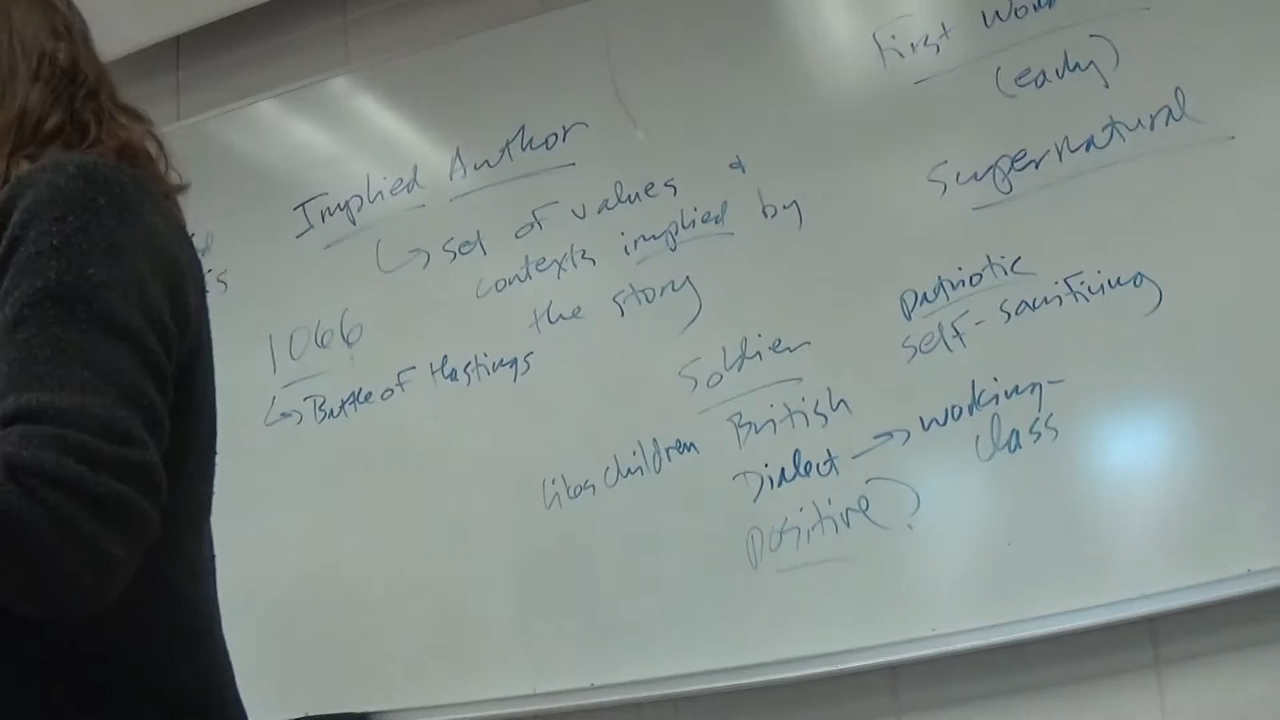 Implied Author
↳ set of values &
contexts implied by
the story
1066
↳ Battle of Hastings
First
(early)
Supernatural
patriotic
self-sacrificing
Soldier
British
likes children
Dialect → working-
class
positive?